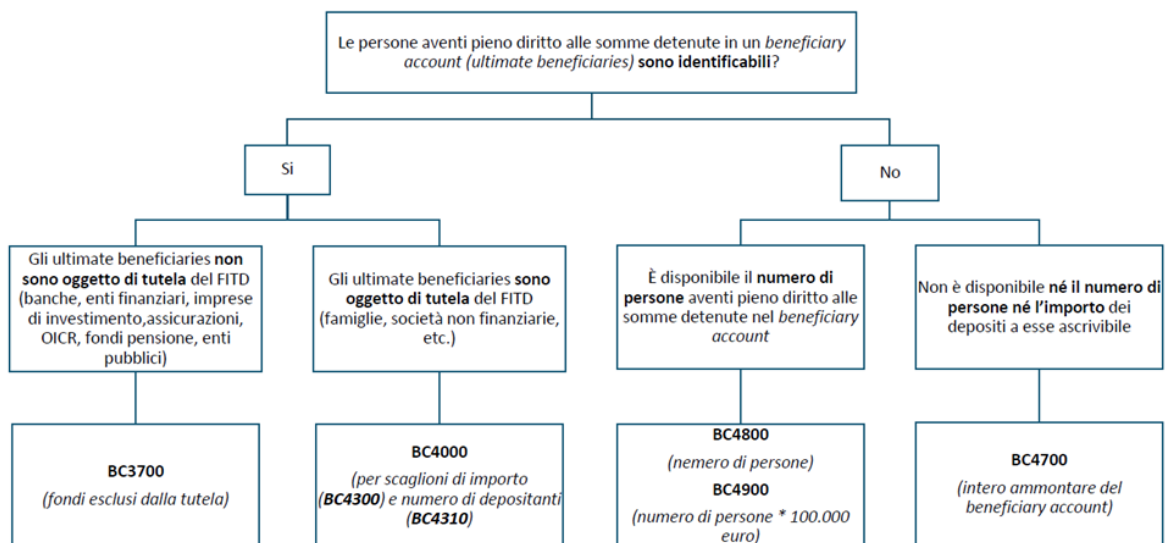 Le persone aventi pieno diritto alle somme detenute in un beneficiary
account (ultimate beneficiaries) sono identificabili?
Si
No
Gli ultimate beneficiaries non
sono oggetto di tutela del FITD
(banche, enti finanziari, imprese
di investimento,assicurazioni,
OICR, fondi pensione, enti
pubblici)
Gli ultimate beneficiaries sono
oggetto di tutela del FITD
(famiglie, società non finanziarie,
etc.)
È disponibile il numero di
persone aventi pieno diritto alle
somme detenute nel beneficiary
account
Non è disponibile né il numero di
persone né l'importo dei
depositi a esse ascrivibile
BC3700
(fondi esclusi dalla tutela)
BC4000
(per scaglioni di importo
(BC4300) e numero di depositanti
(BC4310)
BC4800
(nemero di persone)
BC4900
(numero di persone * 100.000
euro)
BC4700
(intero ammontare del
beneficiary account)